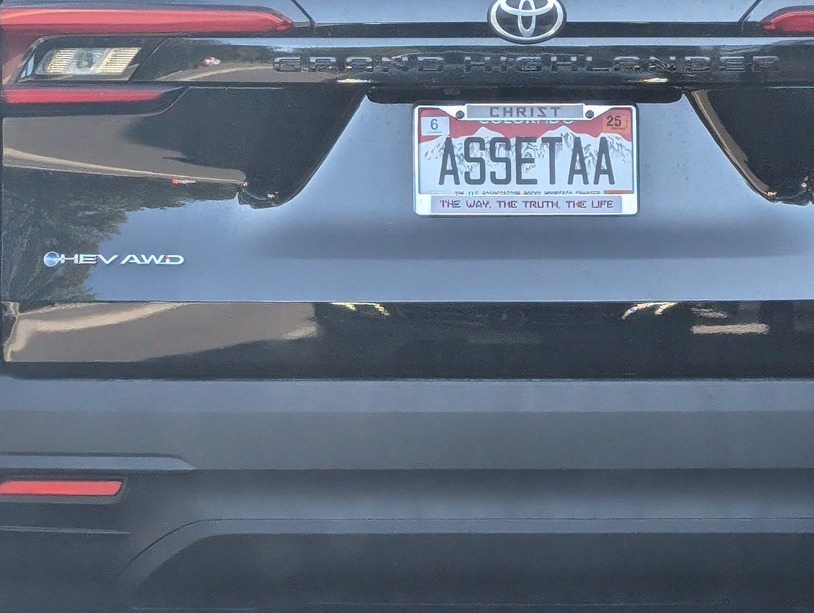 GRAND HIGHLANDER
CHRIST
COLORADO
6 25
ASSETAA
THE WAY, THE TRUTH, THE LIFE
HEV AWD